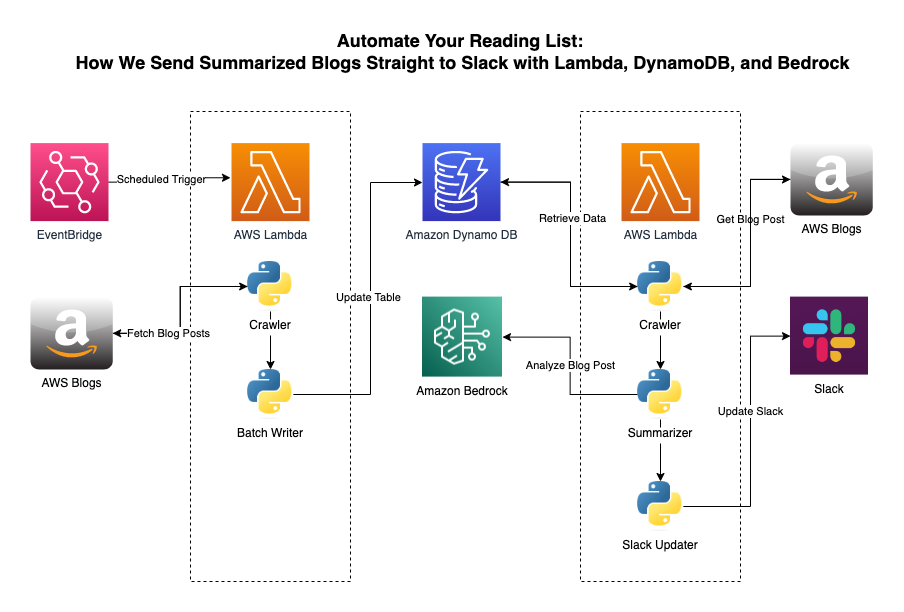 Automate Your Reading List:
How We Send Summarized Blogs Straight to Slack with Lambda, DynamoDB, and Bedrock
EventBridge
Scheduled Trigger
AWS Lambda
Amazon Dynamo DB
Retrieve Data
AWS Lambda
Get Blog Post
a
AWS Blogs
a
AWS Blogs
Fetch Blog Posts
Crawler
Update Table
Batch Writer
Amazon Bedrock
Analyze Blog Post
Crawler
Summarizer
Slack Updater
Update Slack
Slack